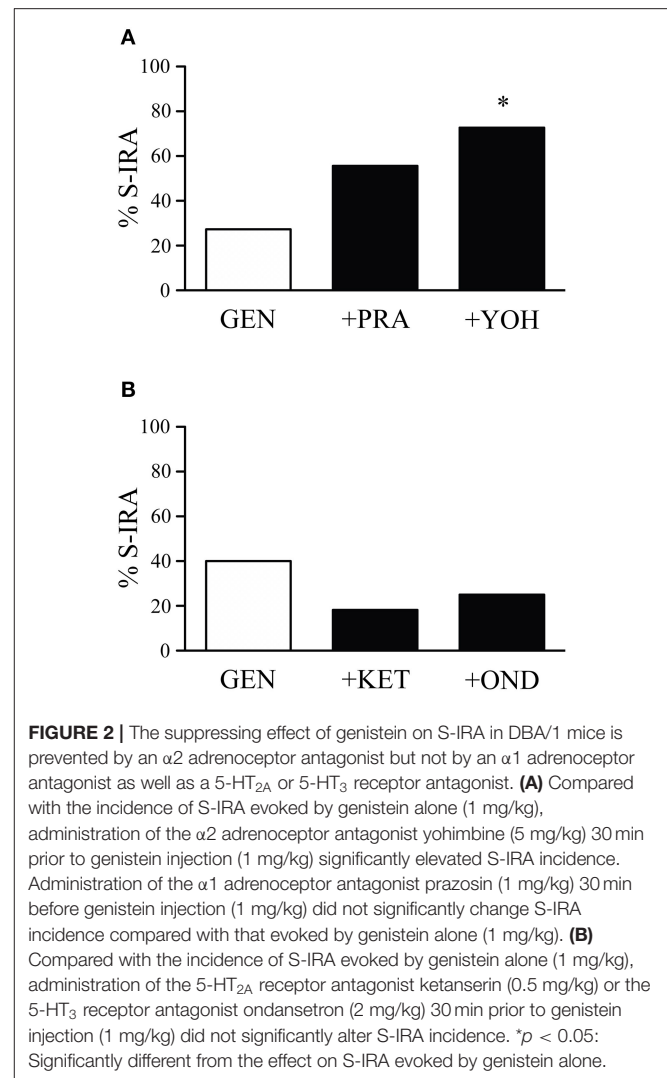 A
100
80
60
40
20
0
% S-IRA
*
GEN +PRA +YOH
B
100
80
60
40
20
0
% S-IRA
GEN +KET +OND
FIGURE 2 | The suppressing effect of genistein on S-IRA in DBA/1 mice is
prevented by an α2 adrenoceptor antagonist but not by an α1 adrenoceptor
antagonist as well as a 5-HT2A or 5-HT3 receptor antagonist. (A) Compared
with the incidence of S-IRA evoked by genistein alone (1 mg/kg),
administration of the α2 adrenoceptor antagonist yohimbine (5 mg/kg) 30 min
prior to genistein injection (1 mg/kg) significantly elevated S-IRA incidence.
Administration of the α1 adrenoceptor antagonist prazosin (1 mg/kg) 30 min
before genistein injection (1 mg/kg) did not significantly change S-IRA
incidence compared with that evoked by genistein alone (1 mg/kg). (B)
Compared with the incidence of S-IRA evoked by genistein alone (1 mg/kg),
administration of the 5-HT2A receptor antagonist ketanserin (0.5 mg/kg) or the
5-HT3 receptor antagonist ondansetron (2 mg/kg) 30 min prior to genistein
injection (1 mg/kg) did not significantly alter S-IRA incidence. *p < 0.05:
Significantly different from the effect on S-IRA evoked by genistein alone.